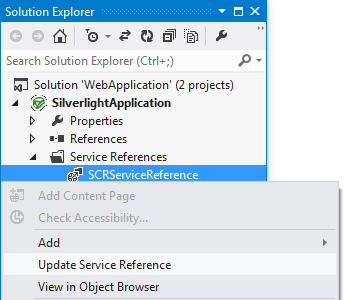 Solution Explorer
Search Solution Explorer (Ctrl+;)
Solution 'WebApplication' (2 projects)
SilverlightApplication
Properties
References
Service References
SCRServiceReference
Add Content Page
Check Accessibility...
Add
Update Service Reference
View in Object Browser